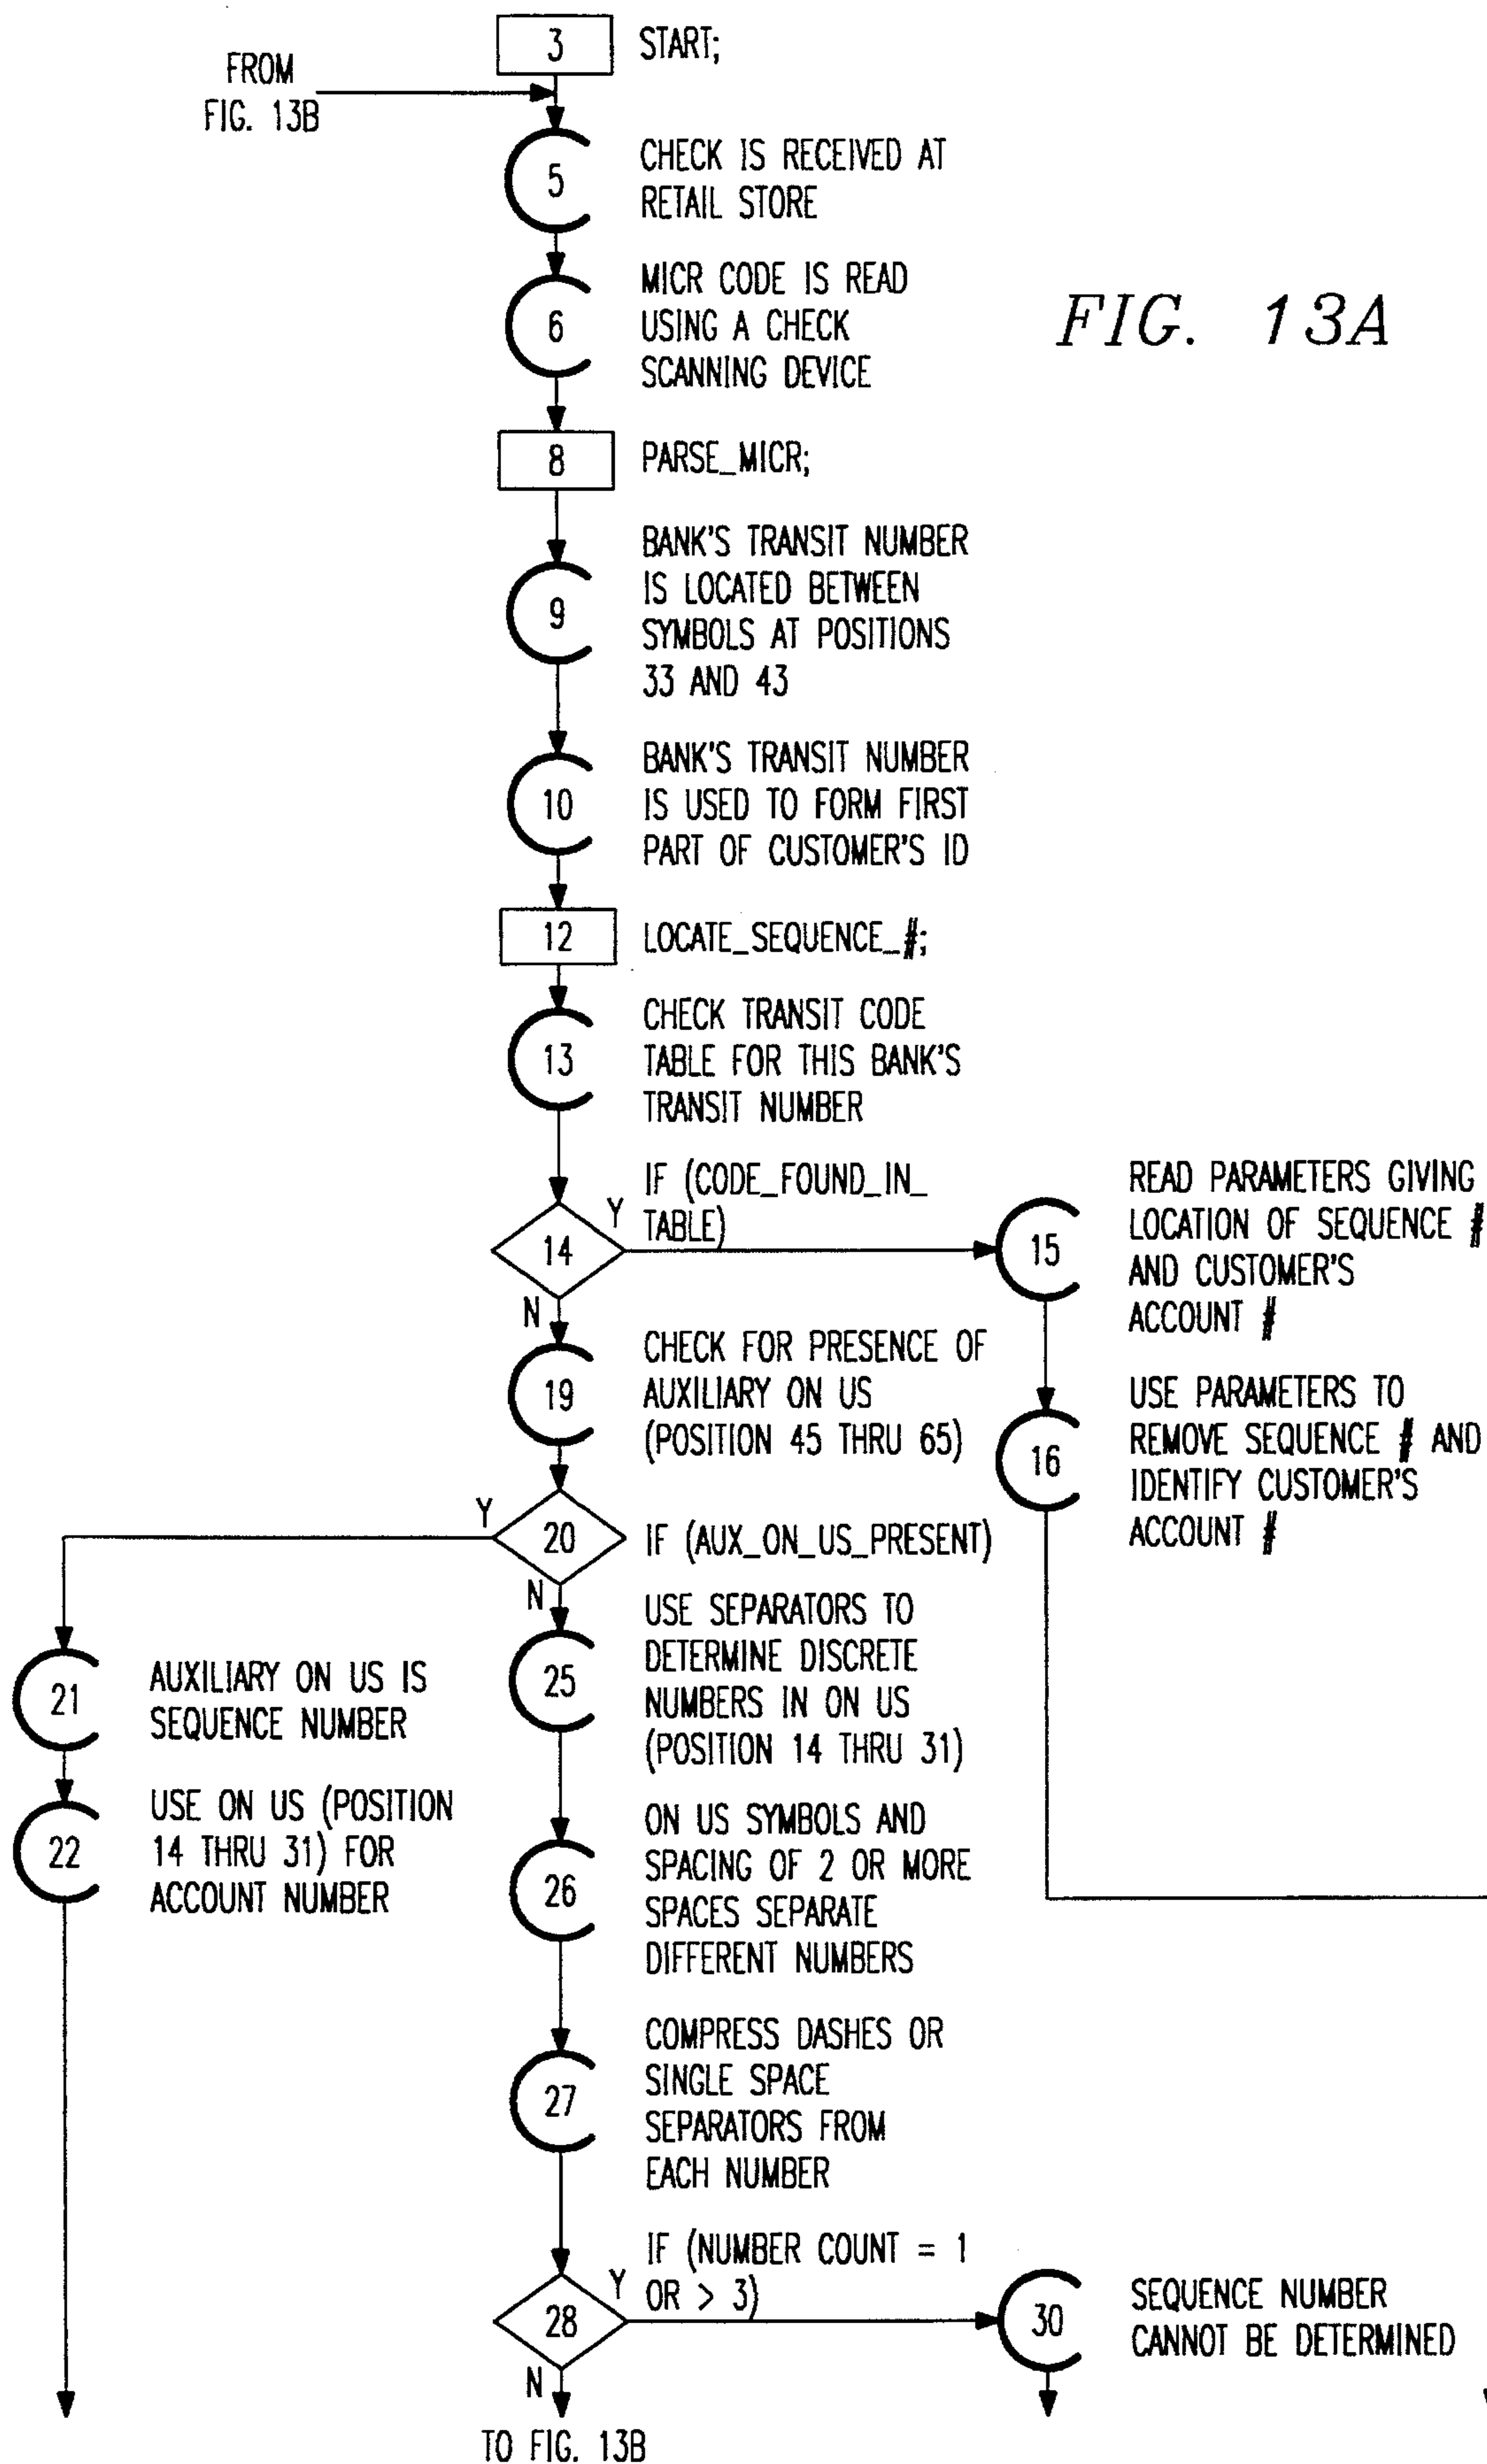 3 START;
FROM
FIG. 13B
5
CHECK IS RECEIVED AT
RETAIL STORE
6
MICR CODE IS READ
USING A CHECK
SCANNING DEVICE
FIG. 13A
8 PARSE_MICR;
9
BANK'S TRANSIT NUMBER
IS LOCATED BETWEEN
SYMBOLS AT POSITIONS
33 AND 43
10
BANK'S TRANSIT NUMBER
IS USED TO FORM FIRST
PART OF CUSTOMER'S ID
12 LOCATE_SEQUENCE_#;
13
CHECK TRANSIT CODE
TABLE FOR THIS BANK'S
TRANSIT NUMBER
14
IF (CODE_FOUND_IN_
TABLE)
Y
N
15
READ PARAMETERS GIVING
LOCATION OF SEQUENCE #
AND CUSTOMER'S
ACCOUNT #
16
USE PARAMETERS TO
REMOVE SEQUENCE # AND
IDENTIFY CUSTOMER'S
ACCOUNT #
19
CHECK FOR PRESENCE OF
AUXILIARY ON US
(POSITION 45 THRU 65)
Y
20 IF (AUX_ON_US_PRESENT)
N
21
AUXILIARY ON US IS
SEQUENCE NUMBER
22
USE ON US (POSITION
14 THRU 31) FOR
ACCOUNT NUMBER
25
USE SEPARATORS TO
DETERMINE DISCRETE
NUMBERS IN ON US
(POSITION 14 THRU 31)
26
ON US SYMBOLS AND
SPACING OF 2 OR MORE
SPACES SEPARATE
DIFFERENT NUMBERS
27
COMPRESS DASHES OR
SINGLE SPACE
SEPARATORS FROM
EACH NUMBER
28
IF (NUMBER COUNT = 1
OR > 3)
Y
N
30
SEQUENCE NUMBER
CANNOT BE DETERMINED
TO FIG. 13B